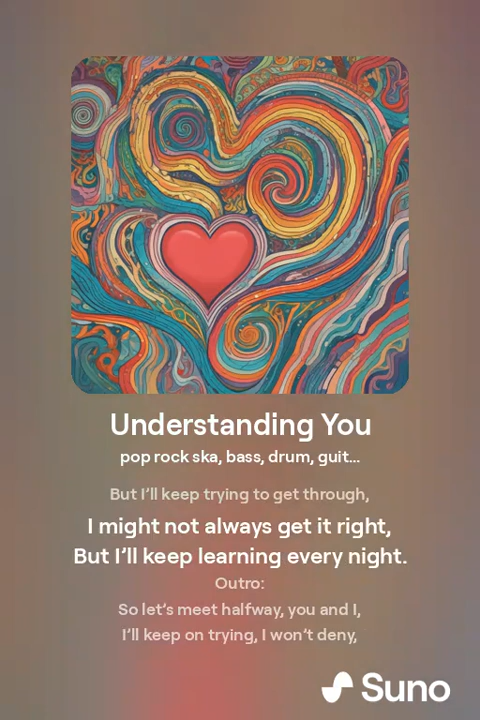 Understanding You
pop rock ska, bass, drum, guit...
But I’ll keep trying to get through,
I might not always get it right,
But I’ll keep learning every night.
Outro:
So let’s meet halfway, you and I,
I’ll keep on trying, I won’t deny,
Suno